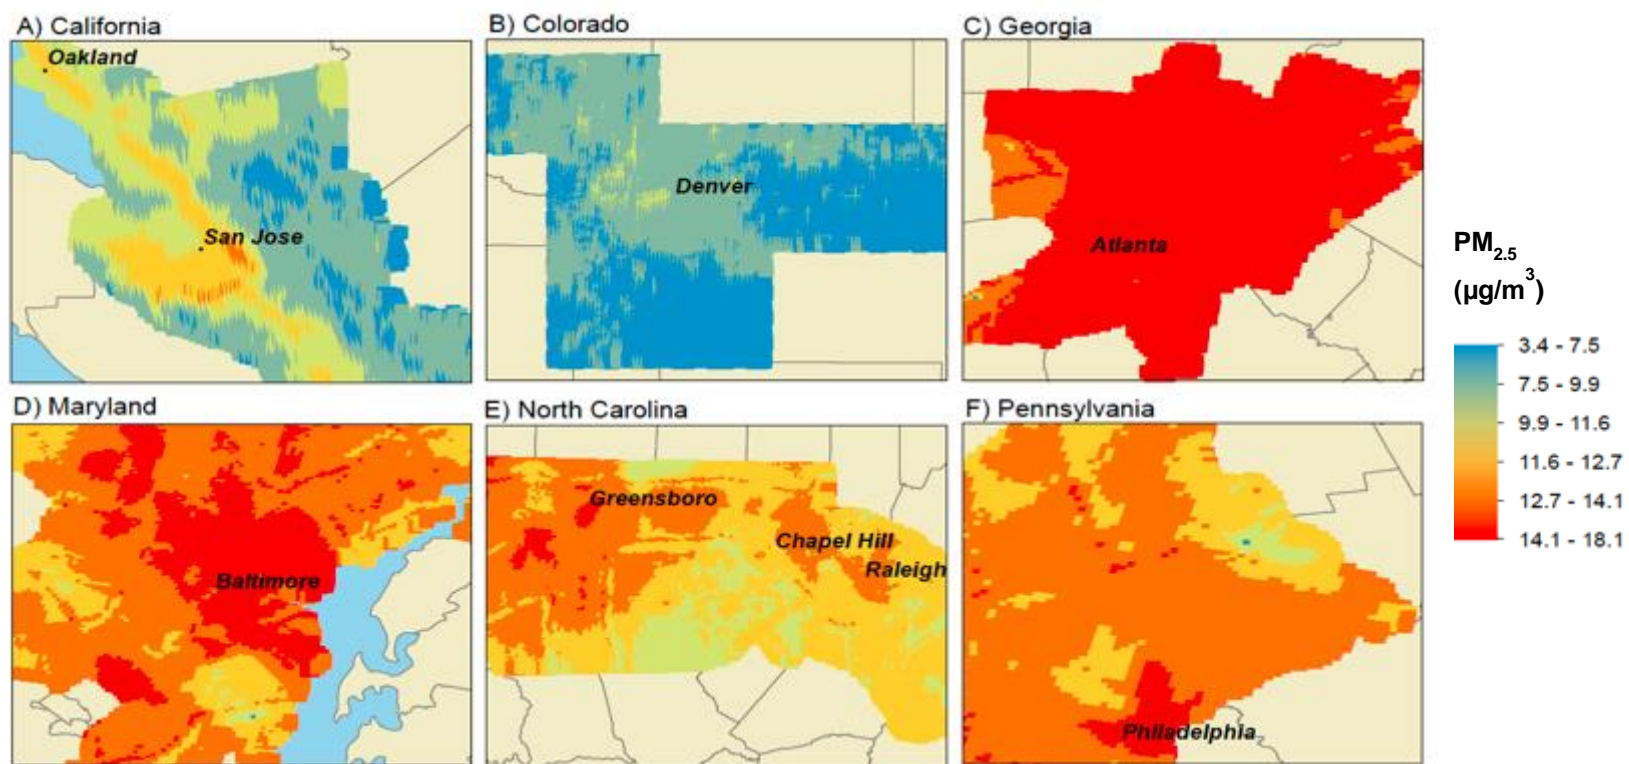 A) California
Oakland
San Jose
B) Colorado
Denver
C) Georgia
Atlanta
D) Maryland
Baltimore
E) North Carolina
Greensboro
Chapel Hill
Raleigh
F) Pennsylvania
Philadelphia
PM2.5
(µg/m³)
3.4 - 7.5
7.5 - 9.9
9.9 - 11.6
11.6 - 12.7
12.7 - 14.1
14.1 - 18.1